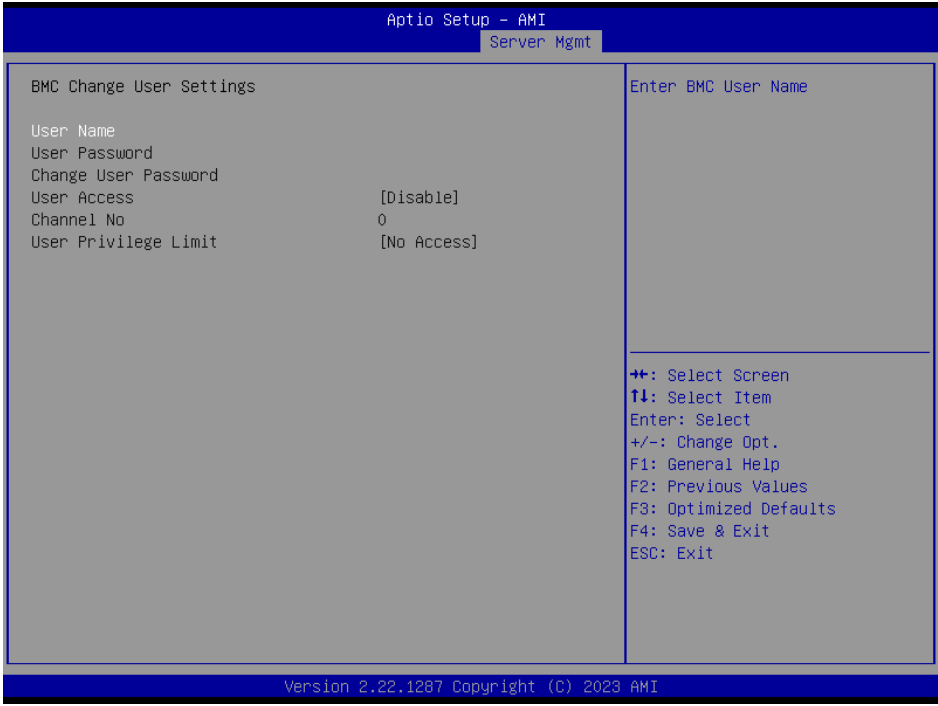 Aptio Setup – AMI
Server Mgmt
BMC Change User Settings
User Name
User Password
Change User Password
User Access [Disable]
Channel No 0
User Privilege Limit [No Access]
Enter BMC User Name
→←: Select Screen
↑↓: Select Item
Enter: Select
+/-: Change Opt.
F1: General Help
F2: Previous Values
F3: Optimized Defaults
F4: Save & Exit
ESC: Exit
Version 2.22.1287 Copyright (C) 2023 AMI